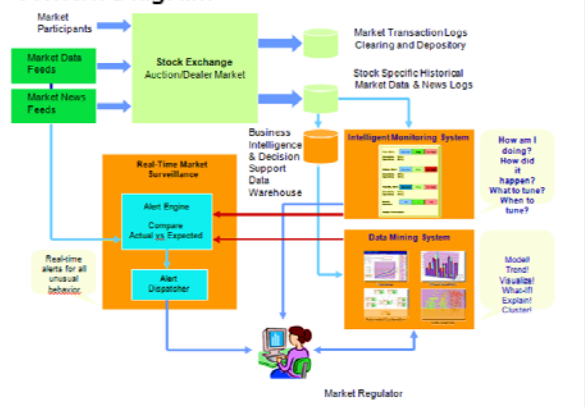 Market
Participants
Market Data
Feeds
Market News
Feeds
Stock Exchange
Auction/Dealer Market
Market Transaction Logs
Clearing and Depository
Stock Specific Historical
Market Data & News Logs
Business
Intelligence
& Decision
Support
Data
Warehouse
Intelligent Monitoring System
How am I
doing?
How did
it
happen?
What to tune?
When to
tune?
Real-Time Market
Surveillance
Alert Engine
Compare
Actual vs Expected
Alert
Dispatcher
Real-time
alerts for all
unusual
behavior.
Data Mining System
Model!
Trend!
Visualize!
What-If!
Explain!
Cluster!
Market Regulator